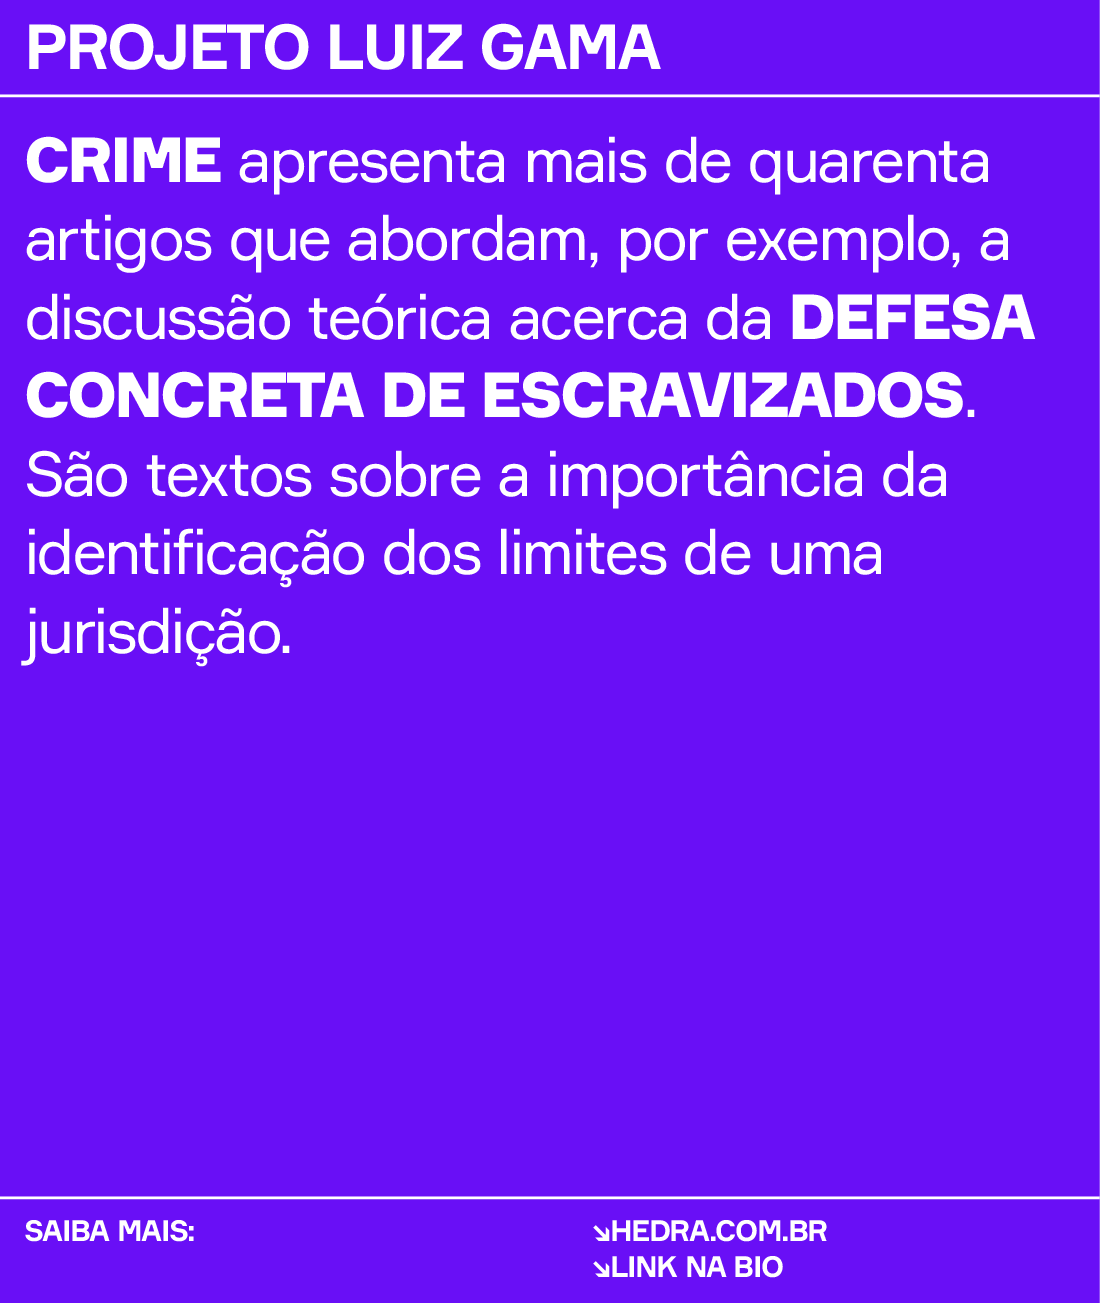 PROJETO LUIZ GAMA
CRIME apresenta mais de quarenta
artigos que abordam, por exemplo, a
discussão teórica acerca da DEFESA
CONCRETA DE ESCRAVIZADOS.
São textos sobre a importância da
identificação dos limites de uma
jurisdição.
SAIBA MAIS:
↘HEDRA.COM.BR
↘LINK NA BIO